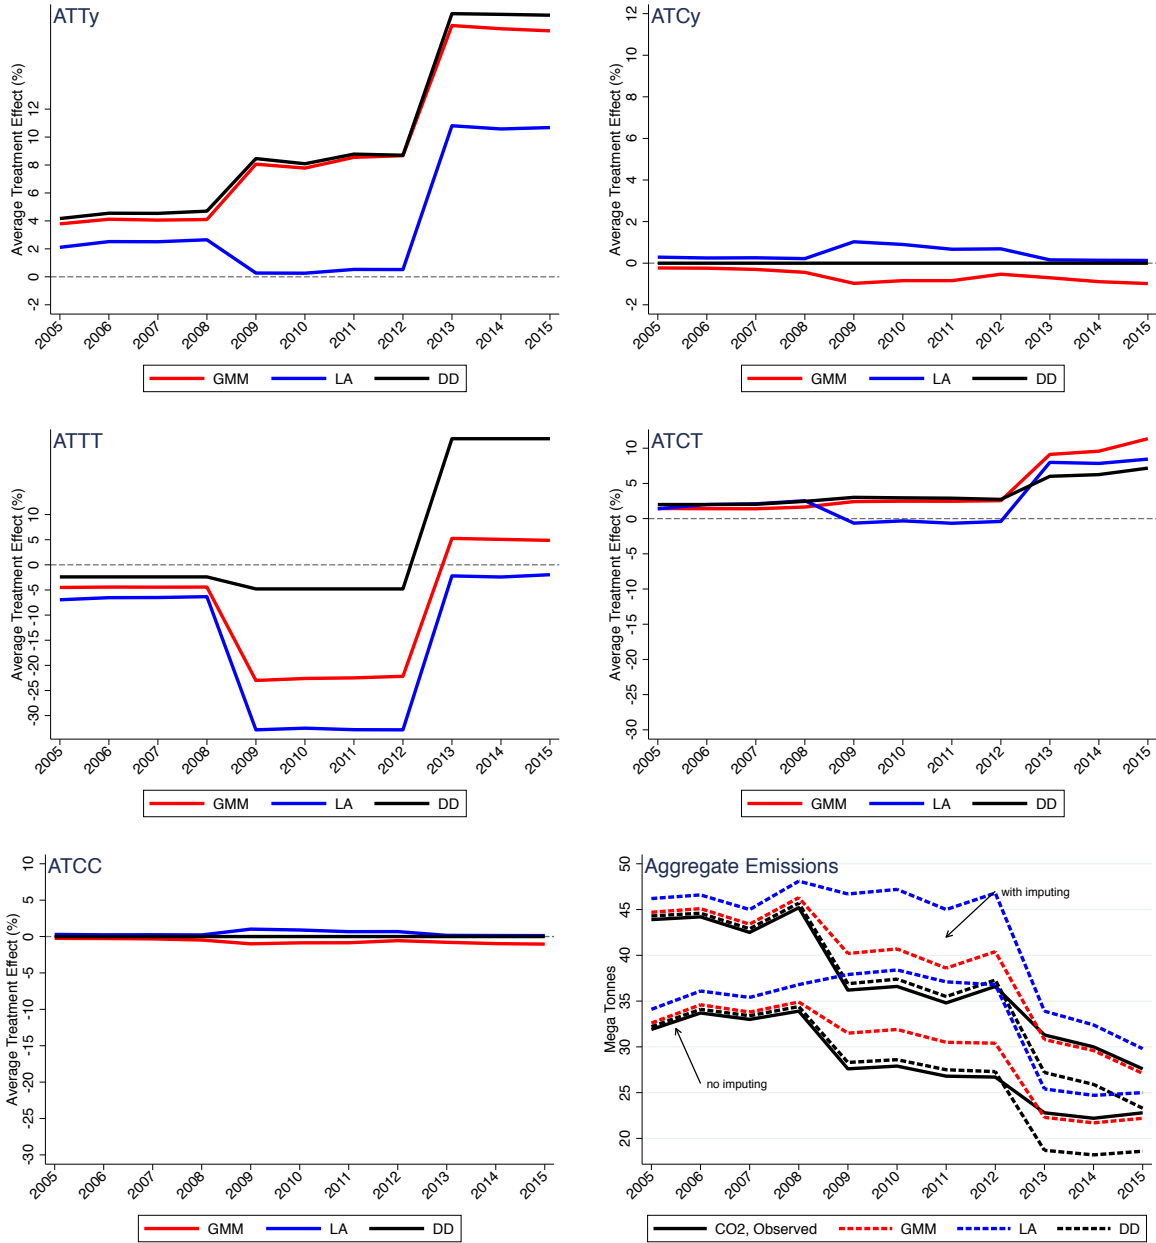 ATTy
Average Treatment Effect (%)
-2 0 2 4 6 8 10 12
2005 2006 2007 2008 2009 2010 2011 2012 2013 2014 2015
GMM LA DD
ATCy
Average Treatment Effect (%)
-2 0 2 4 6 8 10 12
2005 2006 2007 2008 2009 2010 2011 2012 2013 2014 2015
GMM LA DD
ATTT
Average Treatment Effect (%)
-30 -25 -20 -15 -10 -5 0 5 10
2005 2006 2007 2008 2009 2010 2011 2012 2013 2014 2015
GMM LA DD
ATCT
Average Treatment Effect (%)
-30 -25 -20 -15 -10 -5 0 5 10
2005 2006 2007 2008 2009 2010 2011 2012 2013 2014 2015
GMM LA DD
ATCC
Average Treatment Effect (%)
-30 -25 -20 -15 -10 -5 0 5 10
2005 2006 2007 2008 2009 2010 2011 2012 2013 2014 2015
GMM LA DD
Aggregate Emissions
Mega Tonnes
20 25 30 35 40 45 50
with imputing
no imputing
2005 2006 2007 2008 2009 2010 2011 2012 2013 2014 2015
CO2, Observed GMM LA DD